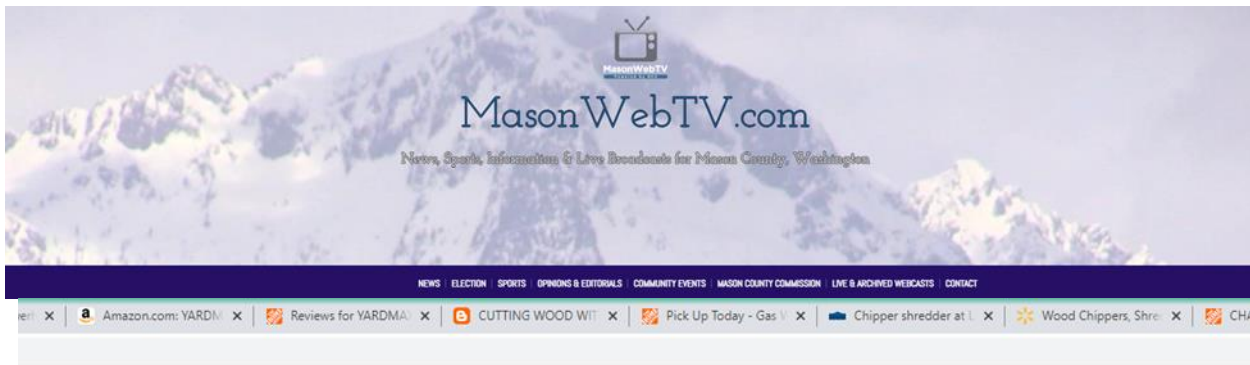 MasonWebTV
MasonWebTV.com
News, Sports, Information & Live Broadcasts for Mason County, Washington
NEWS | ELECTION | SPORTS | OPINIONS & EDITORIALS | COMMUNITY EVENTS | MASON COUNTY COMMISSION | LIVE & ARCHIVED WEBCASTS | CONTACT
Amazon.com: YARDM Reviews for YARDMA CUTTING WOOD WIT Pick Up Today - Gas Chipper shredder at Wood Chippers, Shre CHA